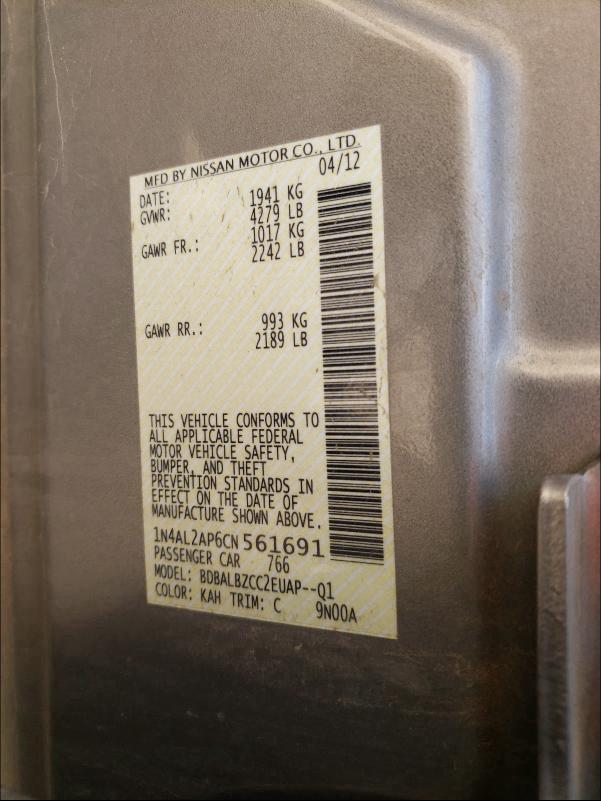 MFD BY NISSAN MOTOR CO., LTD.
DATE: 04/12
GVWR: 1941 KG
4279 LB
GAWR FR.: 1017 KG
2242 LB
GAWR RR.: 993 KG
2189 LB
THIS VEHICLE CONFORMS TO
ALL APPLICABLE FEDERAL
MOTOR VEHICLE SAFETY,
BUMPER, AND THEFT
PREVENTION STANDARDS IN
EFFECT ON THE DATE OF
MANUFACTURE SHOWN ABOVE.
1N4AL2AP6CN561691
PASSENGER CAR 766
MODEL: BDBALBZCC2EUAP--Q1
COLOR: KAH TRIM: C 9N00A